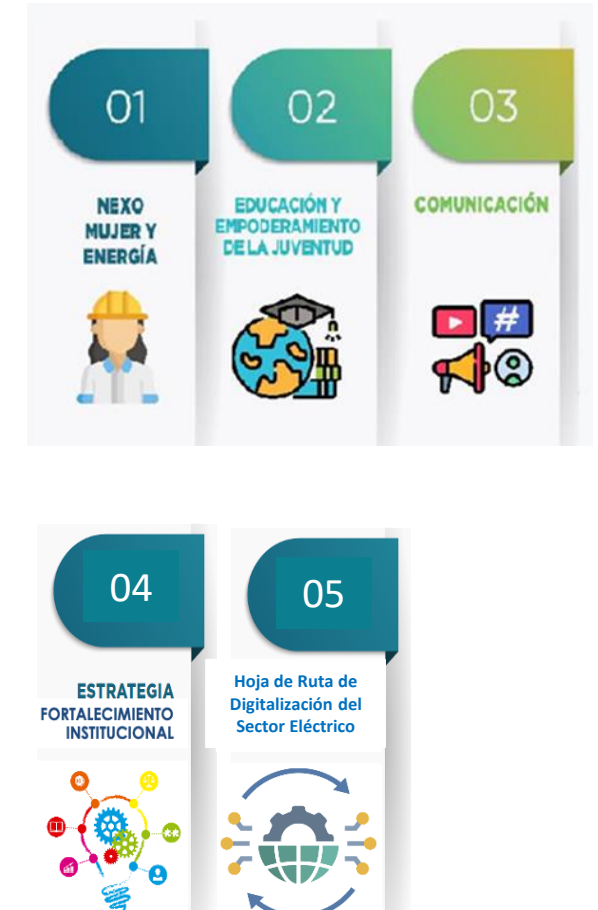 01
02
03
NEXO
MUJER Y
ENERGÍA
EDUCACIÓN Y
EMPODERAMIENTO
DE LA JUVENTUD
COMUNICACIÓN
#
04
05
ESTRATEGIA
FORTALECIMIENTO
INSTITUCIONAL
Hoja de Ruta de
Digitalización del
Sector Eléctrico